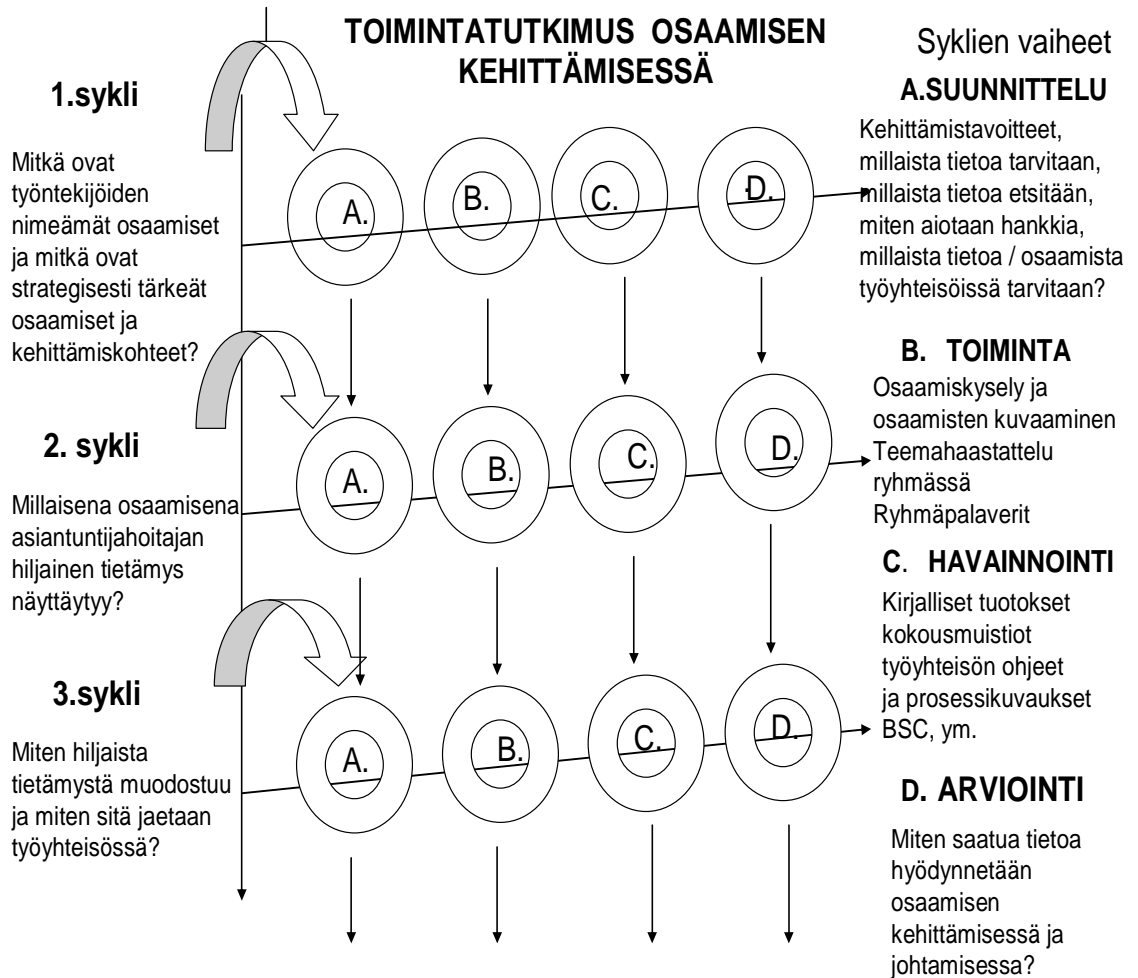 TOIMINTATUTKIMUS OSAAMISEN
KEHITTÄMISESSÄ
1.sykli
Mitkä ovat
työntekijöiden
nimeämät osaamiset
ja mitkä ovat
strategisesti tärkeät
osaamiset ja
kehittämiskohteet?
2. sykli
Millaisena osaamisena
asiantuntijahoitajan
hiljainen tietämys
näyttäytyy?
3.sykli
Miten hiljaista
tietämystä muodostuu
ja miten sitä jaetaan
työyhteisössä?
A. B. C. D.
A. B. C. D.
A. B. C. D.
Syklien vaiheet
A.SUUNNITTELU
Kehittämistavoitteet,
millaista tietoa tarvitaan,
millaista tietoa etsitään,
miten aiotaan hankkia,
millaista tietoa / osaamista
työyhteisöissä tarvitaan?
B. TOIMINTA
Osaamiskysely ja
osaamisten kuvaaminen
Teemahaastattelu
ryhmässä
Ryhmäpalaverit
C. HAVAINNOINTI
Kirjalliset tuotokset
kokousmuistiot
työyhteisön ohjeet
ja prosessikuvaukset
BSC, ym.
D. ARVIOINTI
Miten saatua tietoa
hyödynnetään
osaamisen
kehittämisessä ja
johtamisessa?